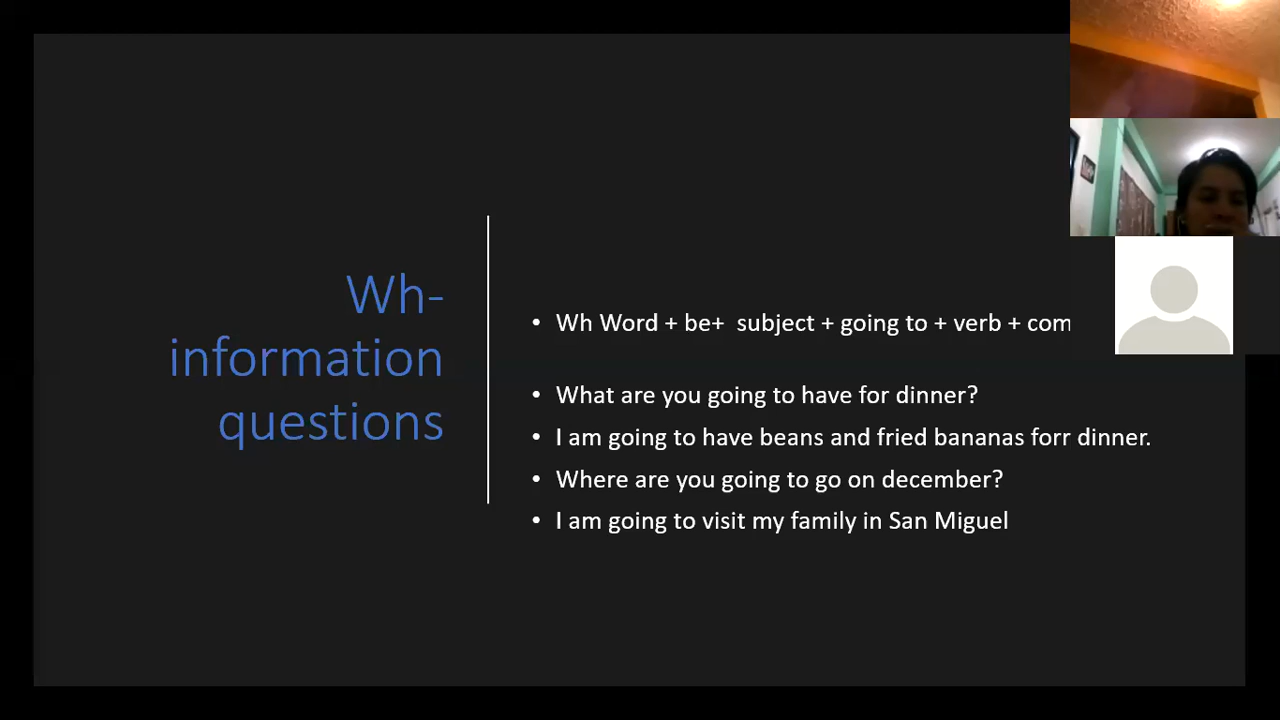 Wh-
information
questions
• Wh Word + be+ subject + going to + verb + com
• What are you going to have for dinner?
• I am going to have beans and fried bananas forr dinner.
• Where are you going to go on december?
• I am going to visit my family in San Miguel